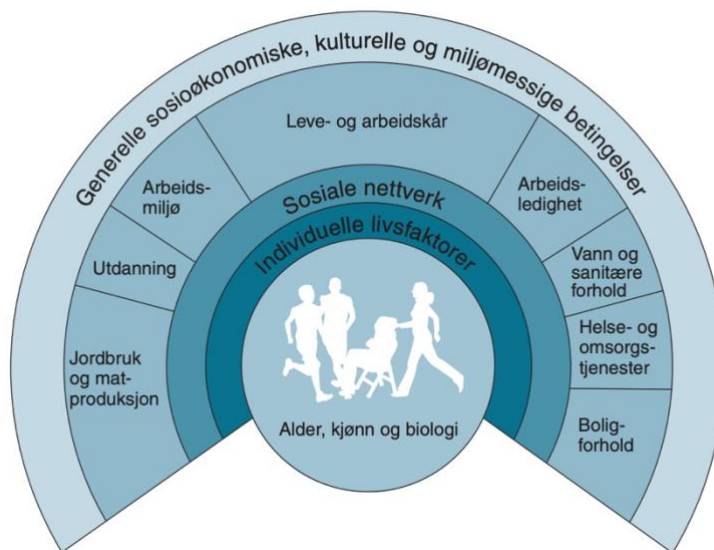 Generelle sosioøkonomiske, kulturelle og miljømessige betingelser
Leve- og arbeidskår
Arbeids-
miljø
Utdanning
Jordbruk
og mat-
produksjon
Arbeids-
ledighet
Vann og
sanitære
forhold
Helse- og
omsorgs-
tjenester
Bolig-
forhold
Sosiale nettverk
Individuelle livsfaktorer
Alder, kjønn og biologi